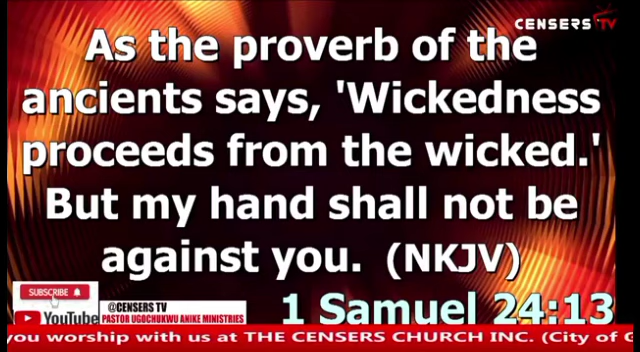 CENSERS TV
As the proverb of the
ancients says, 'Wickedness
proceeds from the wicked.'
But my hand shall not be
against you. (NKJV)
1 Samuel 24:13
SUBSCRIBE
YouTube
@CENSERS TV
PASTOR UGOCHUKWU ANIKE MINISTRIES
you worship with us at THE CENSERS CHURCH INC. (City of